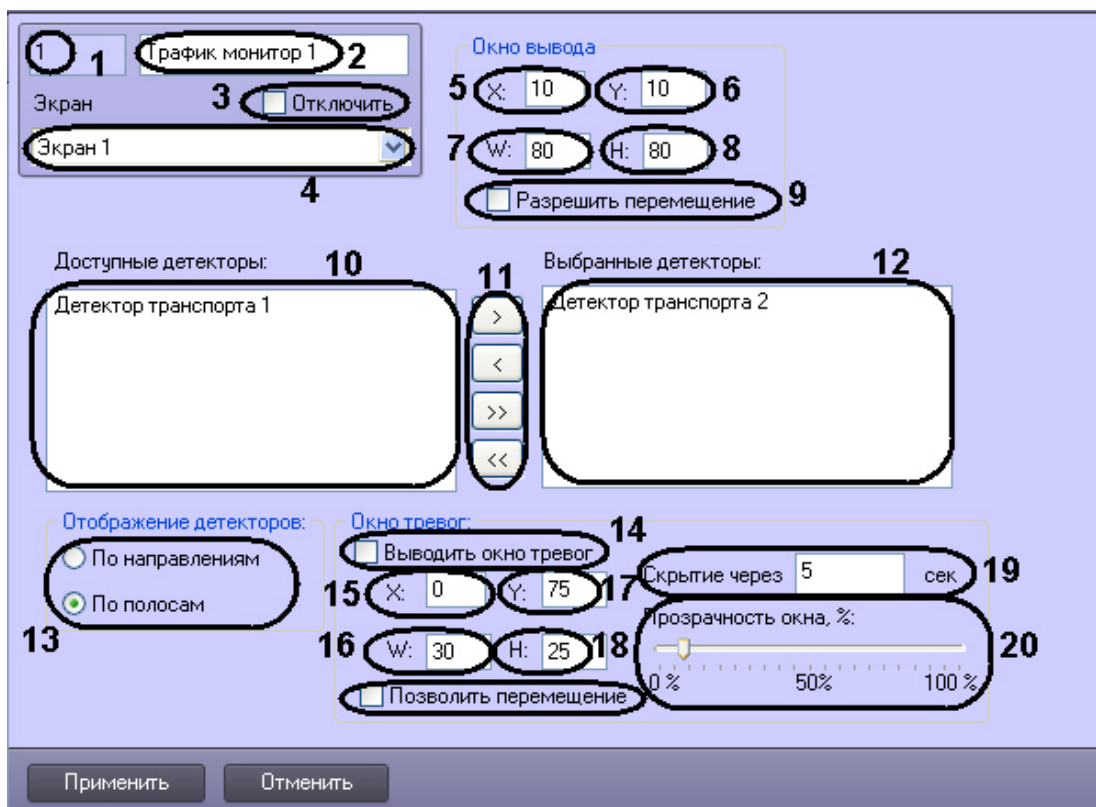 1 1 Трафик монитор 1 2
Экран 3 Отключить
Экран 1
4
Окно вывода
5 X: 10 Y: 10 6
7 W: 80 H: 80 8
Разрешить перемещение 9
Доступные детекторы: 10
Детектор транспорта 1
11
>
<
>>
<<
Выбранные детекторы: 12
Детектор транспорта 2
Отображение детекторов:
По направлениям
По полосам
13
Окно тревог: 14
Выводить окно тревог
15 X: 0 Y: 75 17
16 W: 30 H: 25 18
Позволить перемещение
Скрытие через 5 сек 19
Прозрачность окна, %:
20
0 % 50% 100 %
Применить Отменить